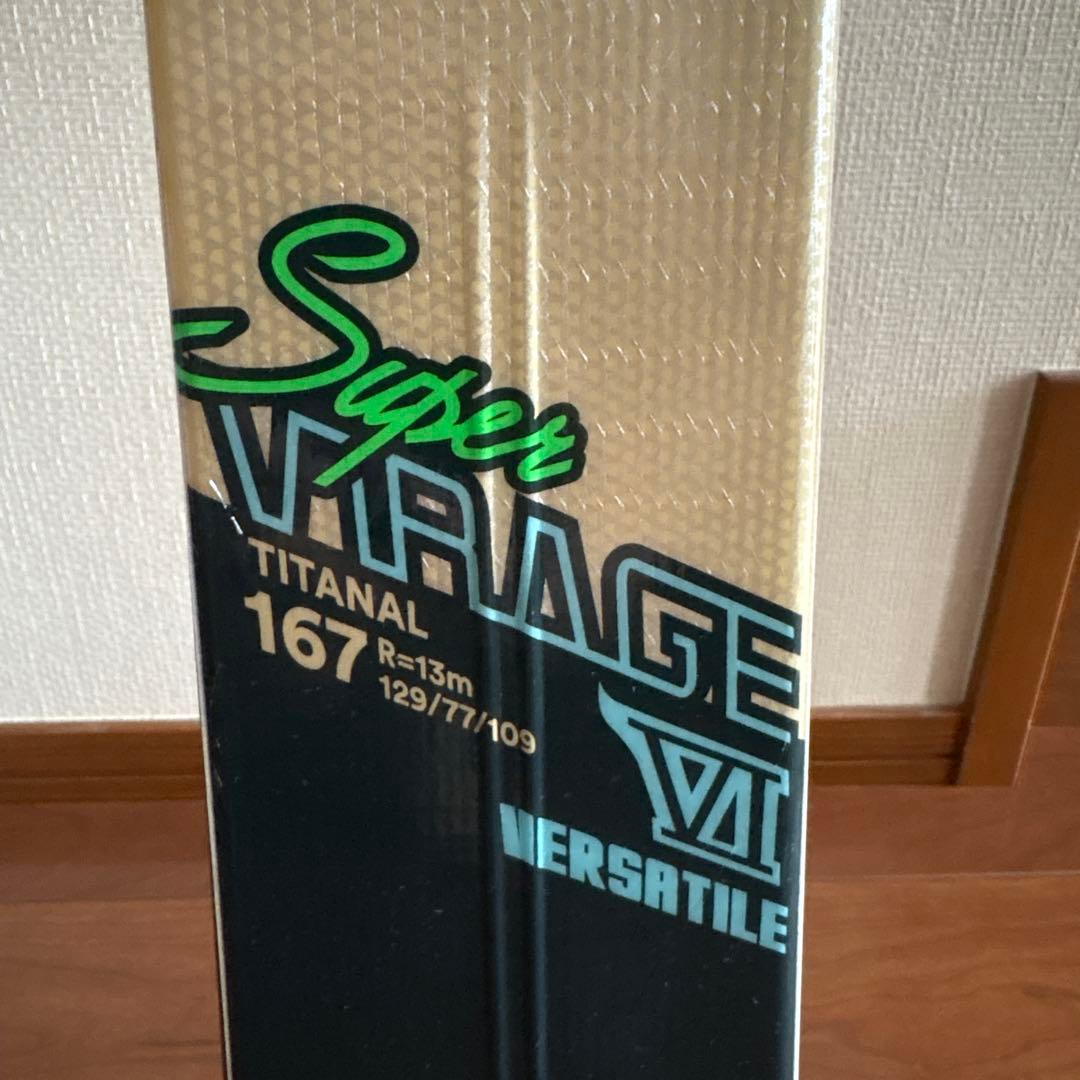 Super
VIRAGE
TITANAL
167 R=13m
129/77/109
VI
VERSATILE